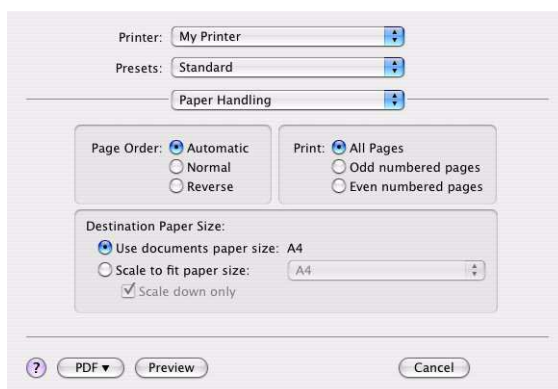 Printer: My Printer
Presets: Standard
Paper Handling
Page Order: Automatic
Normal
Reverse
Print: All Pages
Odd numbered pages
Even numbered pages
Destination Paper Size:
Use documents paper size: A4
Scale to fit paper size: A4
Scale down only
? PDF Preview Cancel